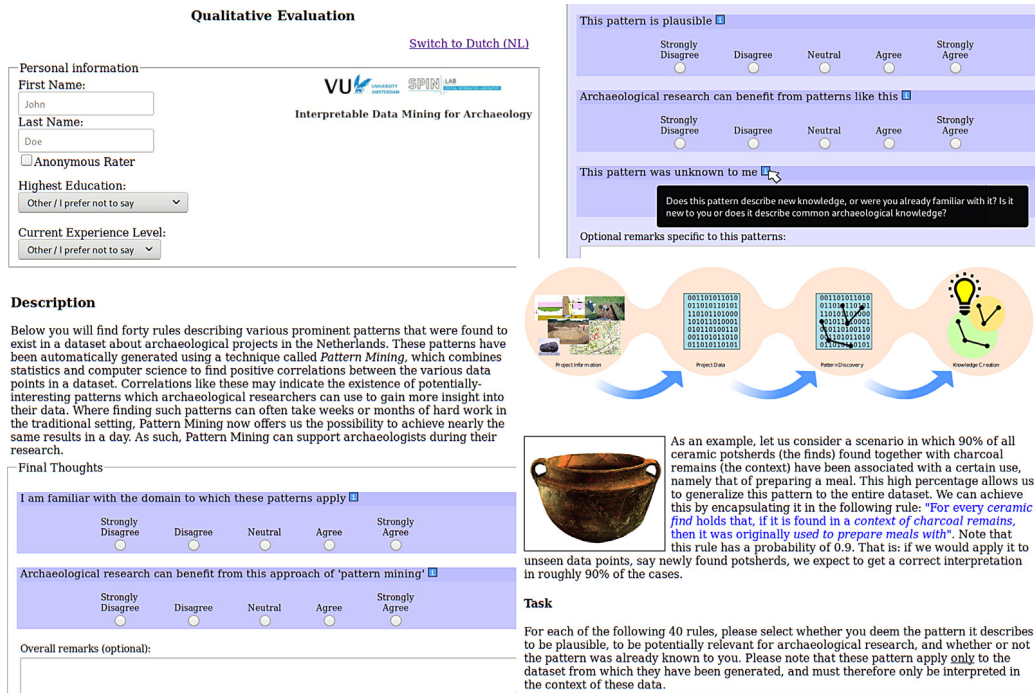 Qualitative Evaluation
Switch to Dutch (NL)
Personal information
First Name:
John
Last Name:
Doe
Anonymous Rater
Highest Education:
Other / I prefer not to say
Current Experience Level:
Other / I prefer not to say
VU UNIVERSITY AMSTERDAM SPIN LAB
Interpretable Data Mining for Archaeology
Description
Below you will find forty rules describing various prominent patterns that were found to
exist in a dataset about archaeological projects in the Netherlands. These patterns have
been automatically generated using a technique called Pattern Mining, which combines
statistics and computer science to find positive correlations between the various data
points in a dataset. Correlations like these may indicate the existence of potentially-
interesting patterns which archaeological researchers can use to gain more insight into
their data. Where finding such patterns can often take weeks or months of hard work in
the traditional setting, Pattern Mining now offers us the possibility to achieve nearly the
same results in a day. As such, Pattern Mining can support archaeologists during their
research.
Final Thoughts
I am familiar with the domain to which these patterns apply i
Strongly Disagree Disagree Neutral Agree Strongly Agree
Archaeological research can benefit from this approach of 'pattern mining' i
Strongly Disagree Disagree Neutral Agree Strongly Agree
Overall remarks (optional):
This pattern is plausible i
Strongly Disagree Disagree Neutral Agree Strongly Agree
Archaeological research can benefit from patterns like this i
Strongly Disagree Disagree Neutral Agree Strongly Agree
This pattern was unknown to me i
Does this pattern describe new knowledge, or were you already familiar with it? Is it
new to you or does it describe common archaeological knowledge?
Optional remarks specific to this patterns:
Project Information
Project Data
Pattern Discovery
Knowledge Creation
As an example, let us consider a scenario in which 90% of all
ceramic potsherds (the finds) found together with charcoal
remains (the context) have been associated with a certain use,
namely that of preparing a meal. This high percentage allows us
to generalize this pattern to the entire dataset. We can achieve
this by encapsulating it in the following rule: "For every ceramic
find holds that, if it is found in a context of charcoal remains,
then it was originally used to prepare meals with". Note that
this rule has a probability of 0.9. That is: if we would apply it to
unseen data points, say newly found potsherds, we expect to get a correct interpretation
in roughly 90% of the cases.
Task
For each of the following 40 rules, please select whether you deem the pattern it describes
to be plausible, to be potentially relevant for archaeological research, and whether or not
the pattern was already known to you. Please note that these pattern apply only to the
dataset from which they have been generated, and must therefore only be interpreted in
the context of these data.